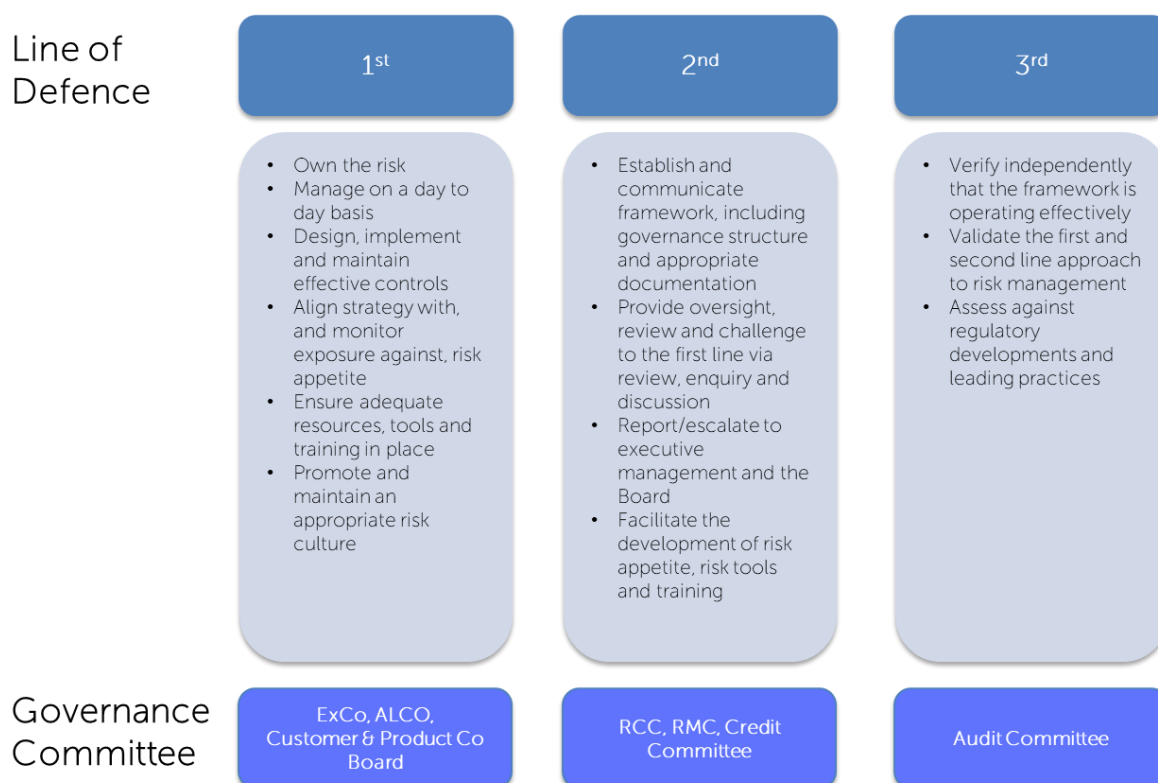 Line of
Defence
1st
2nd
3rd
• Own the risk
• Manage on a day to
day basis
• Design, implement
and maintain
effective controls
• Align strategy with,
and monitor
exposure against, risk
appetite
• Ensure adequate
resources, tools and
training in place
• Promote and
maintain an
appropriate risk
culture
• Establish and
communicate
framework, including
governance structure
and appropriate
documentation
• Provide oversight,
review and challenge
to the first line via
review, enquiry and
discussion
• Report/escalate to
executive
management and the
Board
• Facilitate the
development of risk
appetite, risk tools
and training
• Verify independently
that the framework is
operating effectively
• Validate the first and
second line approach
to risk management
• Assess against
regulatory
developments and
leading practices
Governance
Committee
ExCo, ALCO,
Customer & Product Co
Board
RCC, RMC, Credit
Committee
Audit Committee